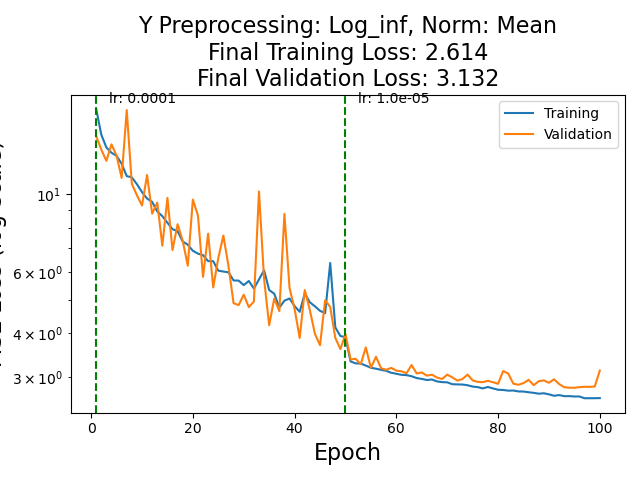 Y Preprocessing: Log_inf, Norm: Mean
Final Training Loss: 2.614
Final Validation Loss: 3.132
lr: 0.0001
lr: 1.0e-05
Training
Validation
10¹
6 × 10⁰
4 × 10⁰
3 × 10⁰
0
20
40
60
80
100
Epoch